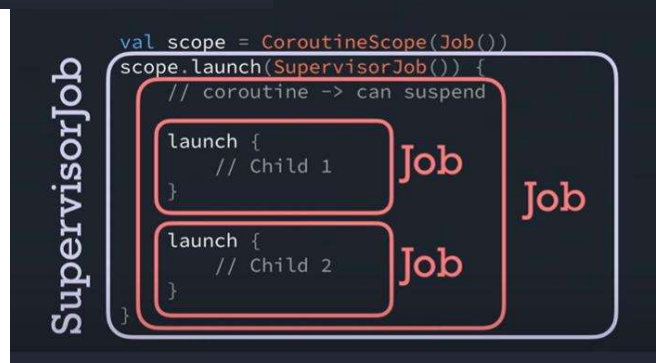 val scope = CoroutineScope(Job())
scope.launch(SupervisorJob()) {
// coroutine -> can suspend
launch {
// Child 1
}
launch {
// Child 2
}
}
SupervisorJob
Job
Job
Job